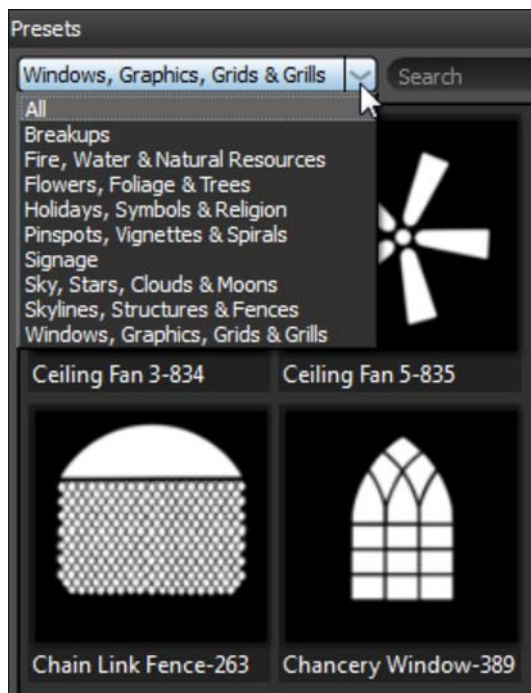 Presets
Windows, Graphics, Grids & Grills
Search
All
Breakups
Fire, Water & Natural Resources
Flowers, Foliage & Trees
Holidays, Symbols & Religion
Pinspots, Vignettes & Spirals
Signage
Sky, Stars, Clouds & Moons
Skylines, Structures & Fences
Windows, Graphics, Grids & Grills
Ceiling Fan 3-834
Ceiling Fan 5-835
Chain Link Fence-263
Chancery Window-389